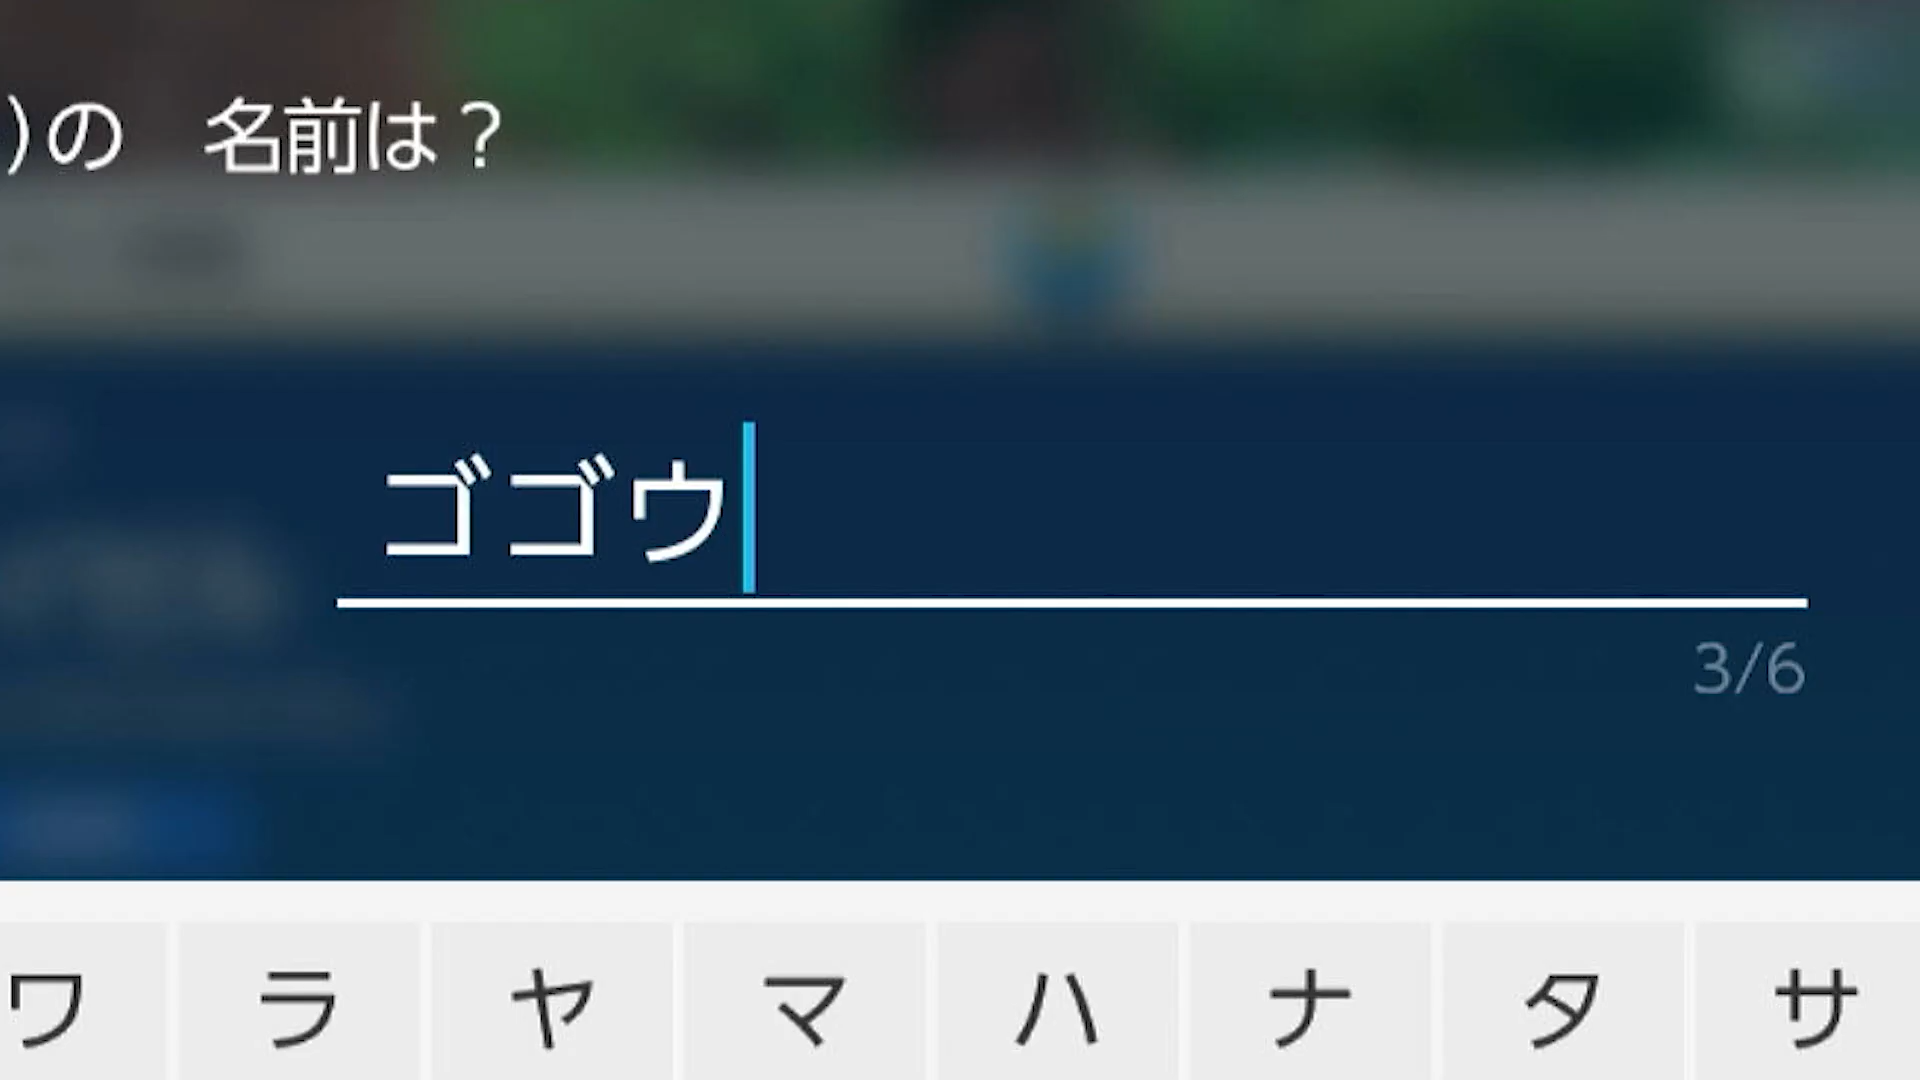 )の 名前は？
ゴゴウ
3/6
ワ ラ ヤ マ ハ ナ タ サ